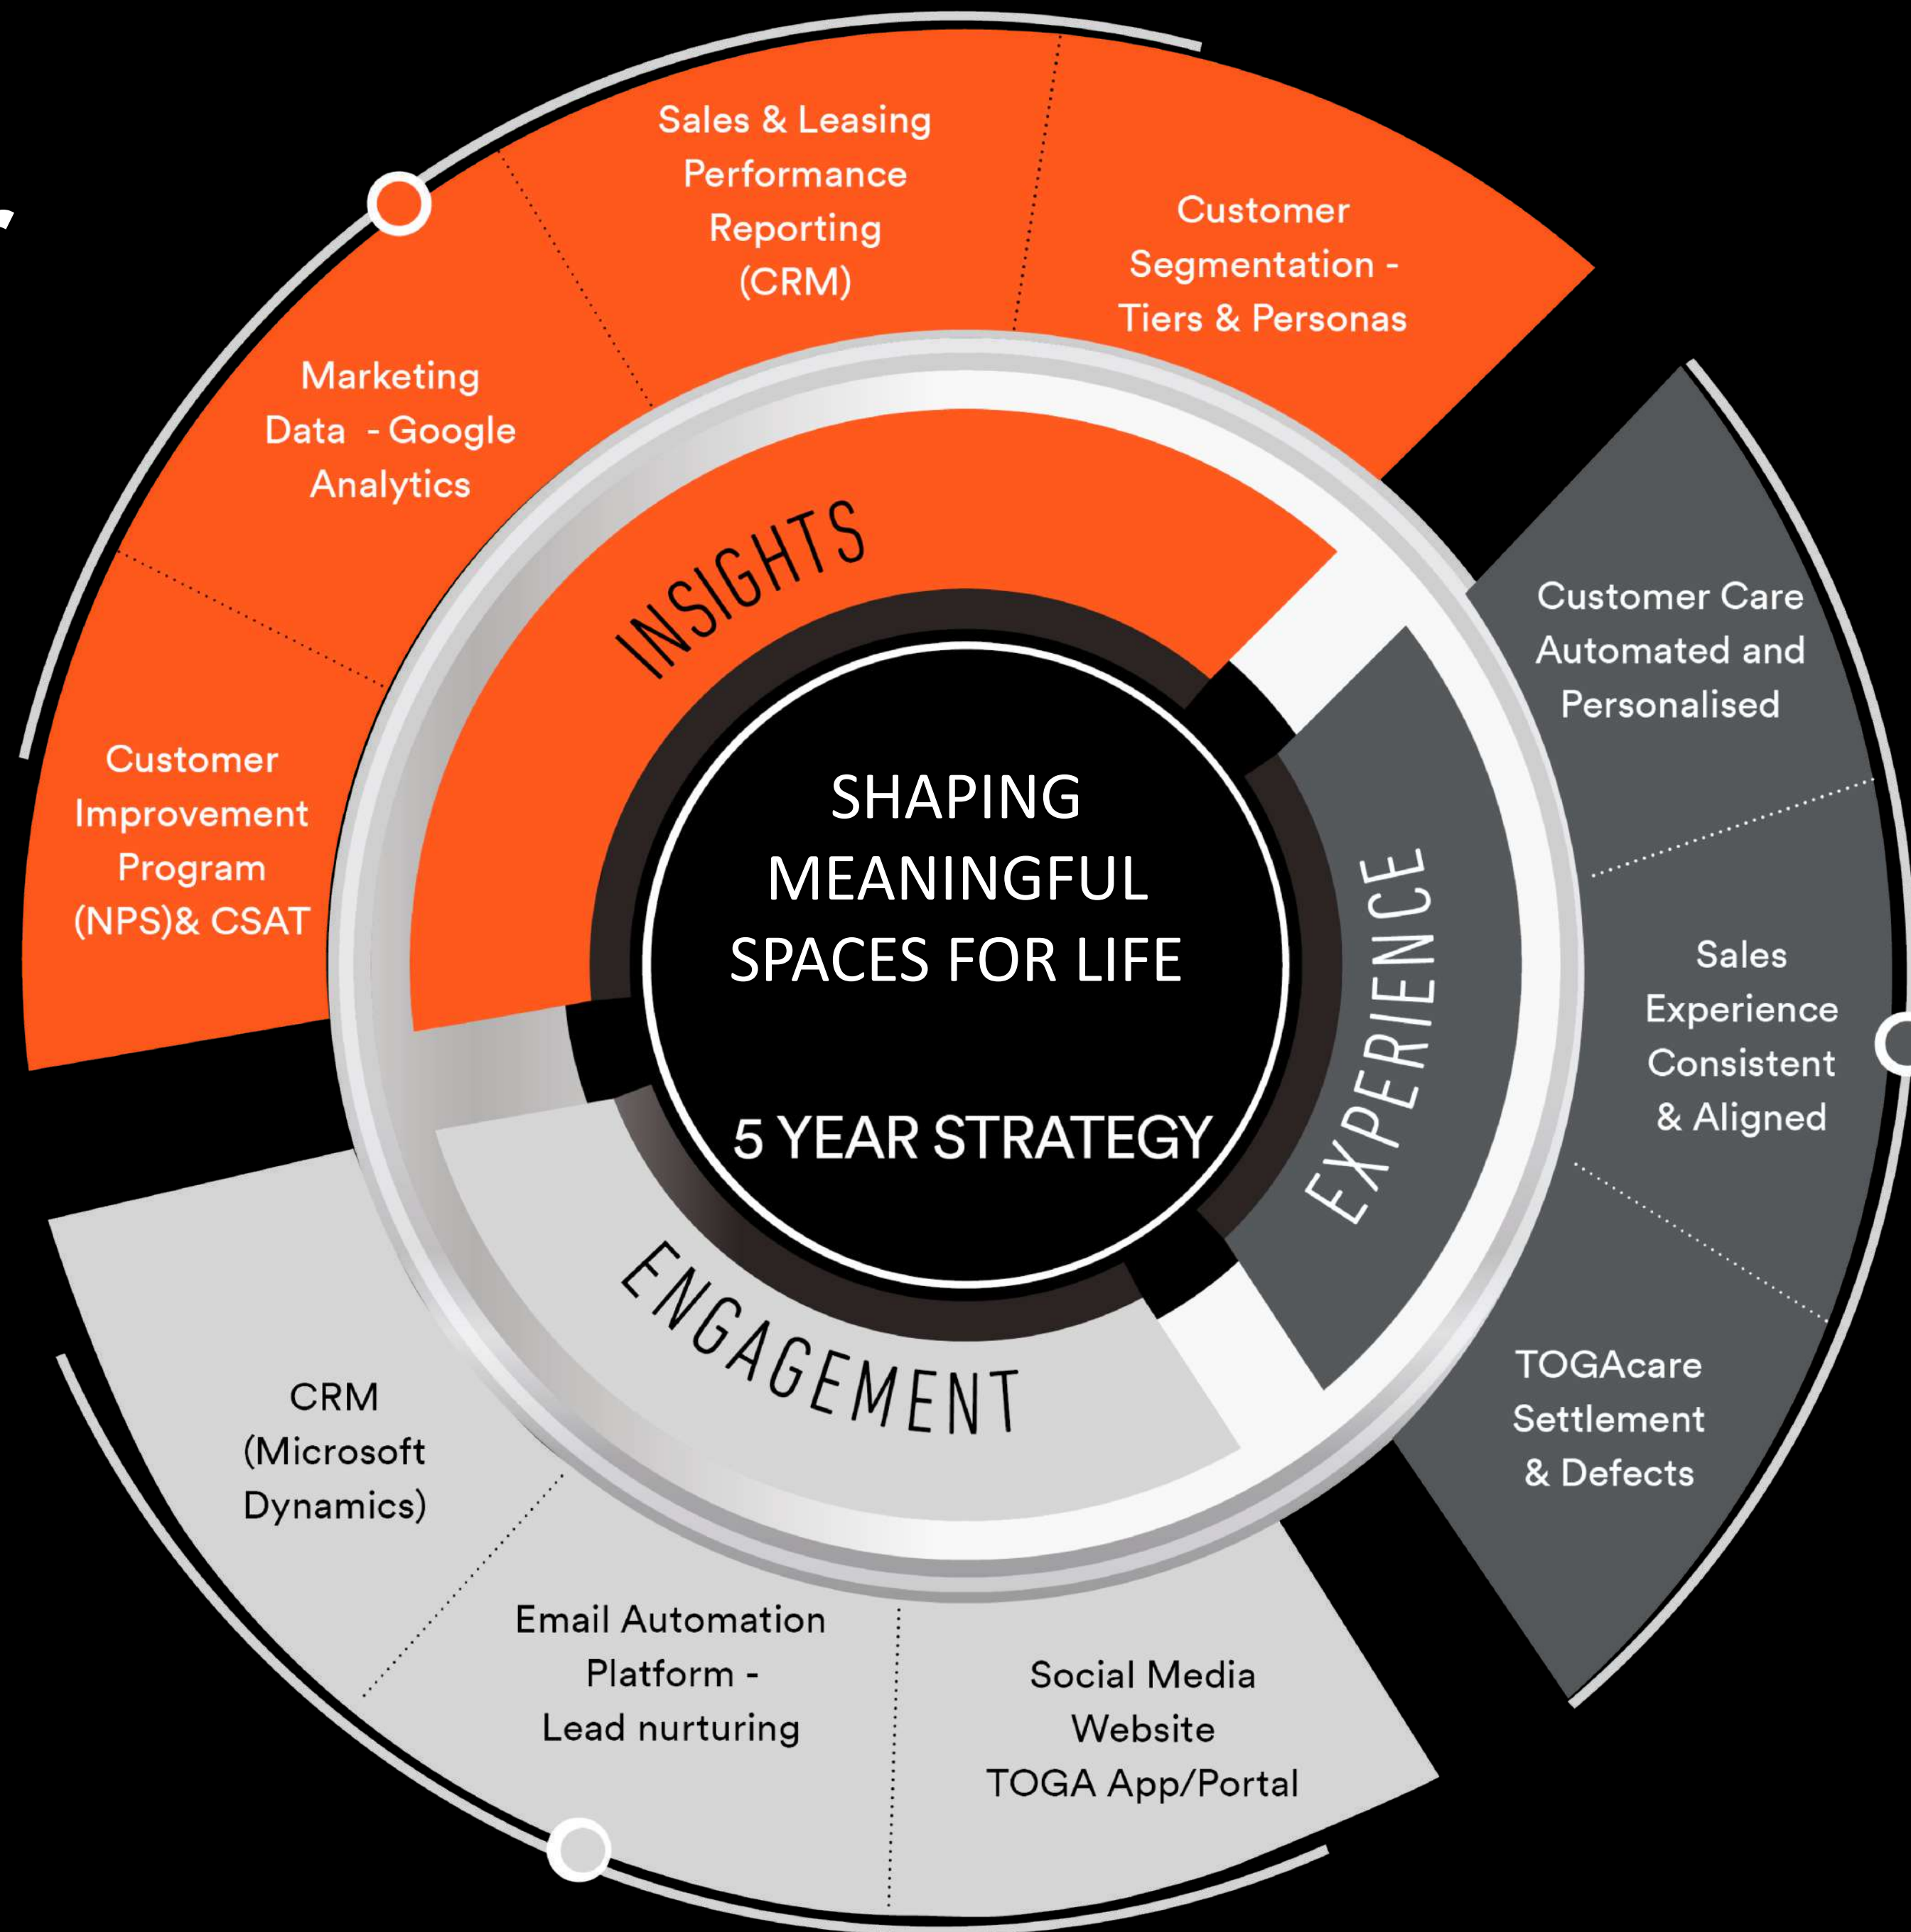 Sales & Leasing
Performance
Reporting
(CRM)
Customer
Segmentation -
Tiers & Personas
Marketing
Data - Google
Analytics
Customer
Improvement
Program
(NPS)& CSAT
INSIGHTS
SHAPING
MEANINGFUL
SPACES FOR LIFE
5 YEAR STRATEGY
EXPERIENCE
Customer Care
Automated and
Personalised
Sales
Experience
Consistent
& Aligned
TOGAcare
Settlement
& Defects
ENGAGEMENT
CRM
(Microsoft
Dynamics)
Email Automation
Platform -
Lead nurturing
Social Media
Website
TOGA App/Portal